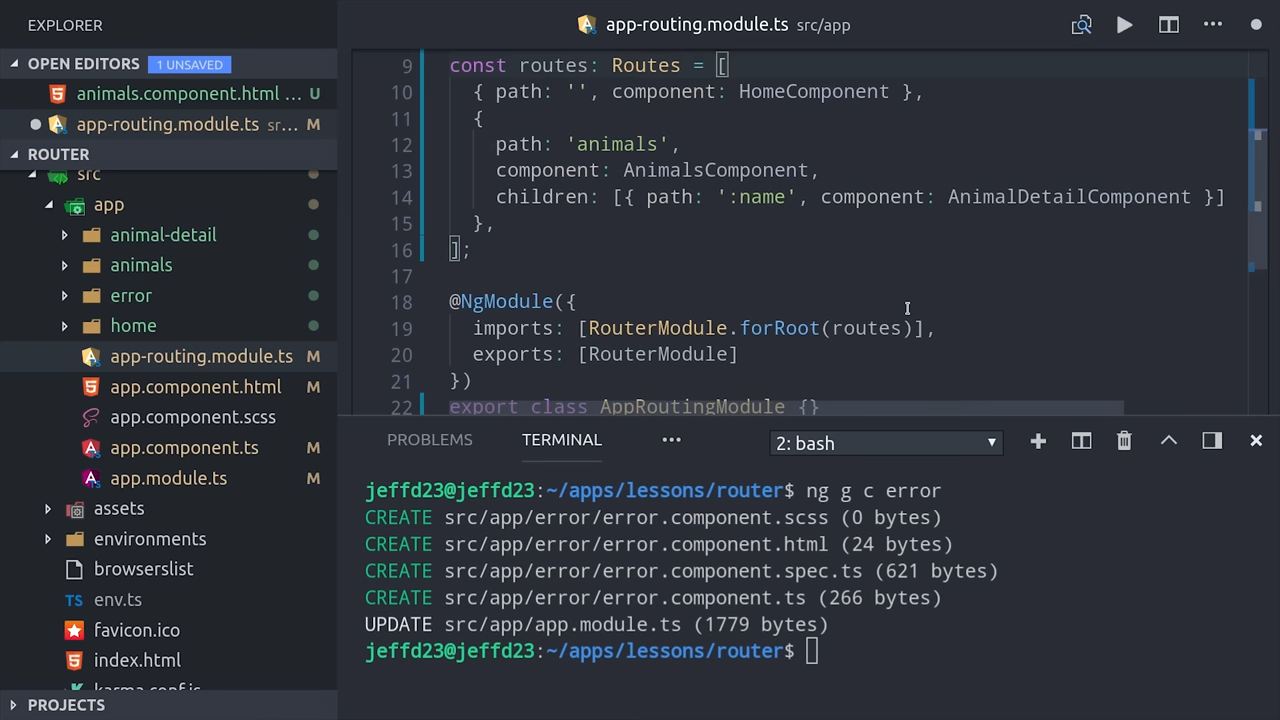 EXPLORER
OPEN EDITORS 1 UNSAVED
animals.component.html ... U
app-routing.module.ts sr... M
ROUTER
src
app
animal-detail
animals
error
home
app-routing.module.ts M
app.component.html M
app.component.scss
app.component.ts M
app.module.ts M
assets
environments
browserslist
TS env.ts
favicon.ico
index.html
karma.conf.js
PROJECTS
app-routing.module.ts src/app
9 const routes: Routes = [
10 { path: '', component: HomeComponent },
11 {
12 path: 'animals',
13 component: AnimalsComponent,
14 children: [{ path: ':name', component: AnimalDetailComponent }]
15 },
16 ];
17
18 @NgModule({
19 imports: [RouterModule.forRoot(routes)],
20 exports: [RouterModule]
21 })
22 export class AppRoutingModule {}
PROBLEMS TERMINAL ... 2: bash
jeffd23@jeffd23:~/apps/lessons/router$ ng g c error
CREATE src/app/error/error.component.scss (0 bytes)
CREATE src/app/error/error.component.html (24 bytes)
CREATE src/app/error/error.component.spec.ts (621 bytes)
CREATE src/app/error/error.component.ts (266 bytes)
UPDATE src/app/app.module.ts (1779 bytes)
jeffd23@jeffd23:~/apps/lessons/router$